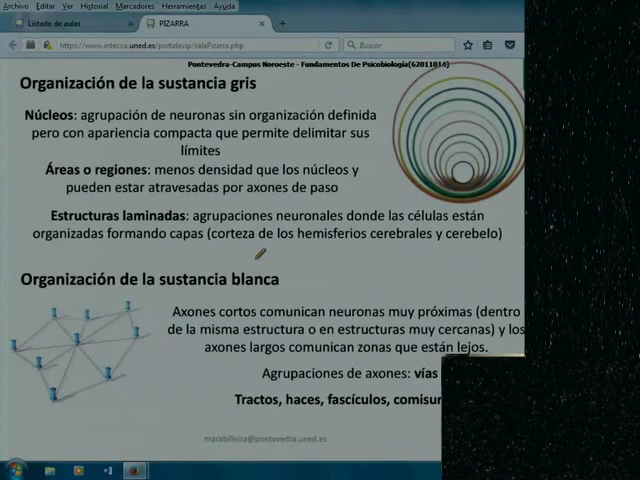 Archivo Editar Ver Historial Marcadores Herramientas Ayuda
Listado de aulas
PIZARRA
https://www.intecca.uned.es/portalavip/salaPizarra.php
Buscar
Pontevedra-Campus Noroeste - Fundamentos De Psicobiología(62011014)
Organización de la sustancia gris
Núcleos: agrupación de neuronas sin organización definida
pero con apariencia compacta que permite delimitar sus
límites
Áreas o regiones: menos densidad que los núcleos y
pueden estar atravesadas por axones de paso
Estructuras laminadas: agrupaciones neuronales donde las células están
organizadas formando capas (corteza de los hemisferios cerebrales y cerebelo)
Organización de la sustancia blanca
Axones cortos comunican neuronas muy próximas (dentro
de la misma estructura o en estructuras muy cercanas) y los
axones largos comunican zonas que están lejos.
Agrupaciones de axones: vías
Tractos, haces, fascículos, comisur
marabilleira@pontevedra.uned.es